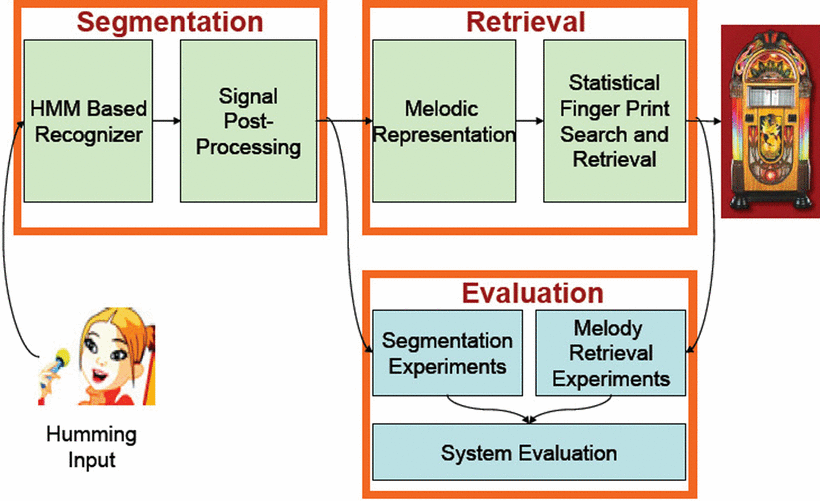 Segmentation
HMM Based
Recognizer
Signal
Post-
Processing
Retrieval
Melodic
Representation
Statistical
Finger Print
Search and
Retrieval
Humming
Input
Evaluation
Segmentation
Experiments
Melody
Retrieval
Experiments
System Evaluation